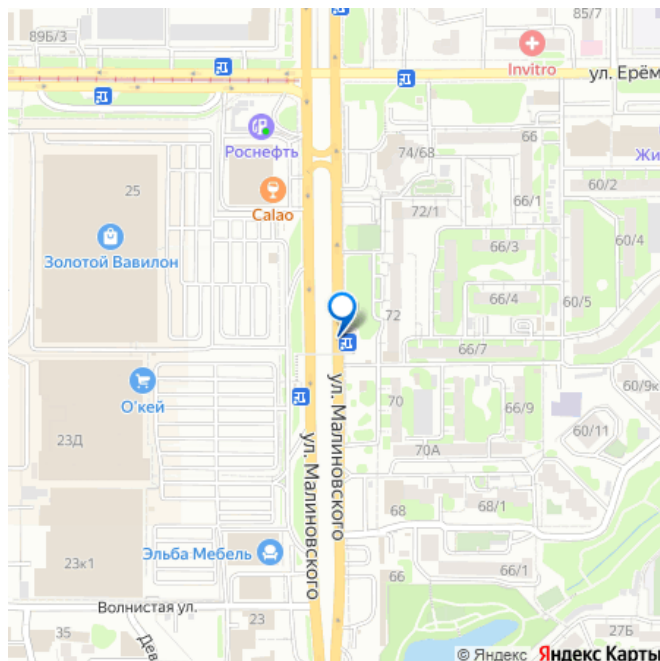 89Б/3
85/7
Invitro
ул. Ерём
Роснефть
66
74/68
Жи
60/2
25
Calao
72/1
66/1
66/3
60/4
Золотой Вавилон
66/4
60/5
72
66/7
О'кей
60/9к
70
66/9
60/11
23Д
ул. Малиновского
ул. Малиновского
70А
68
68/1
Эльба Мебель
23к1
66
66/1
Волнистая ул.
23
35
Дев
27Б
© Яндекс Яндекс Карты